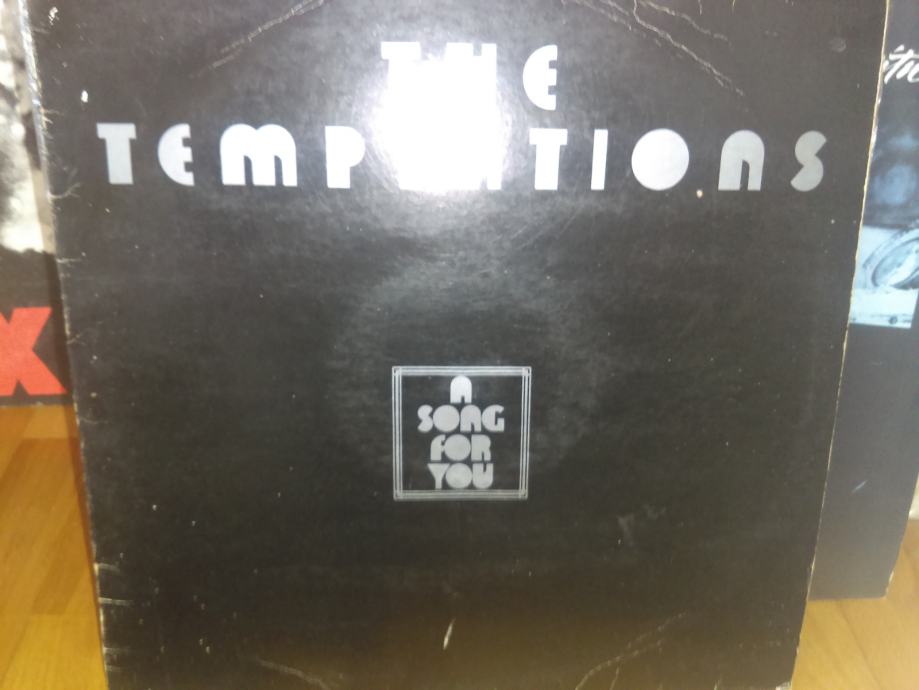 THE
TEMPTATIONS
A
SONG
FOR
YOU
X